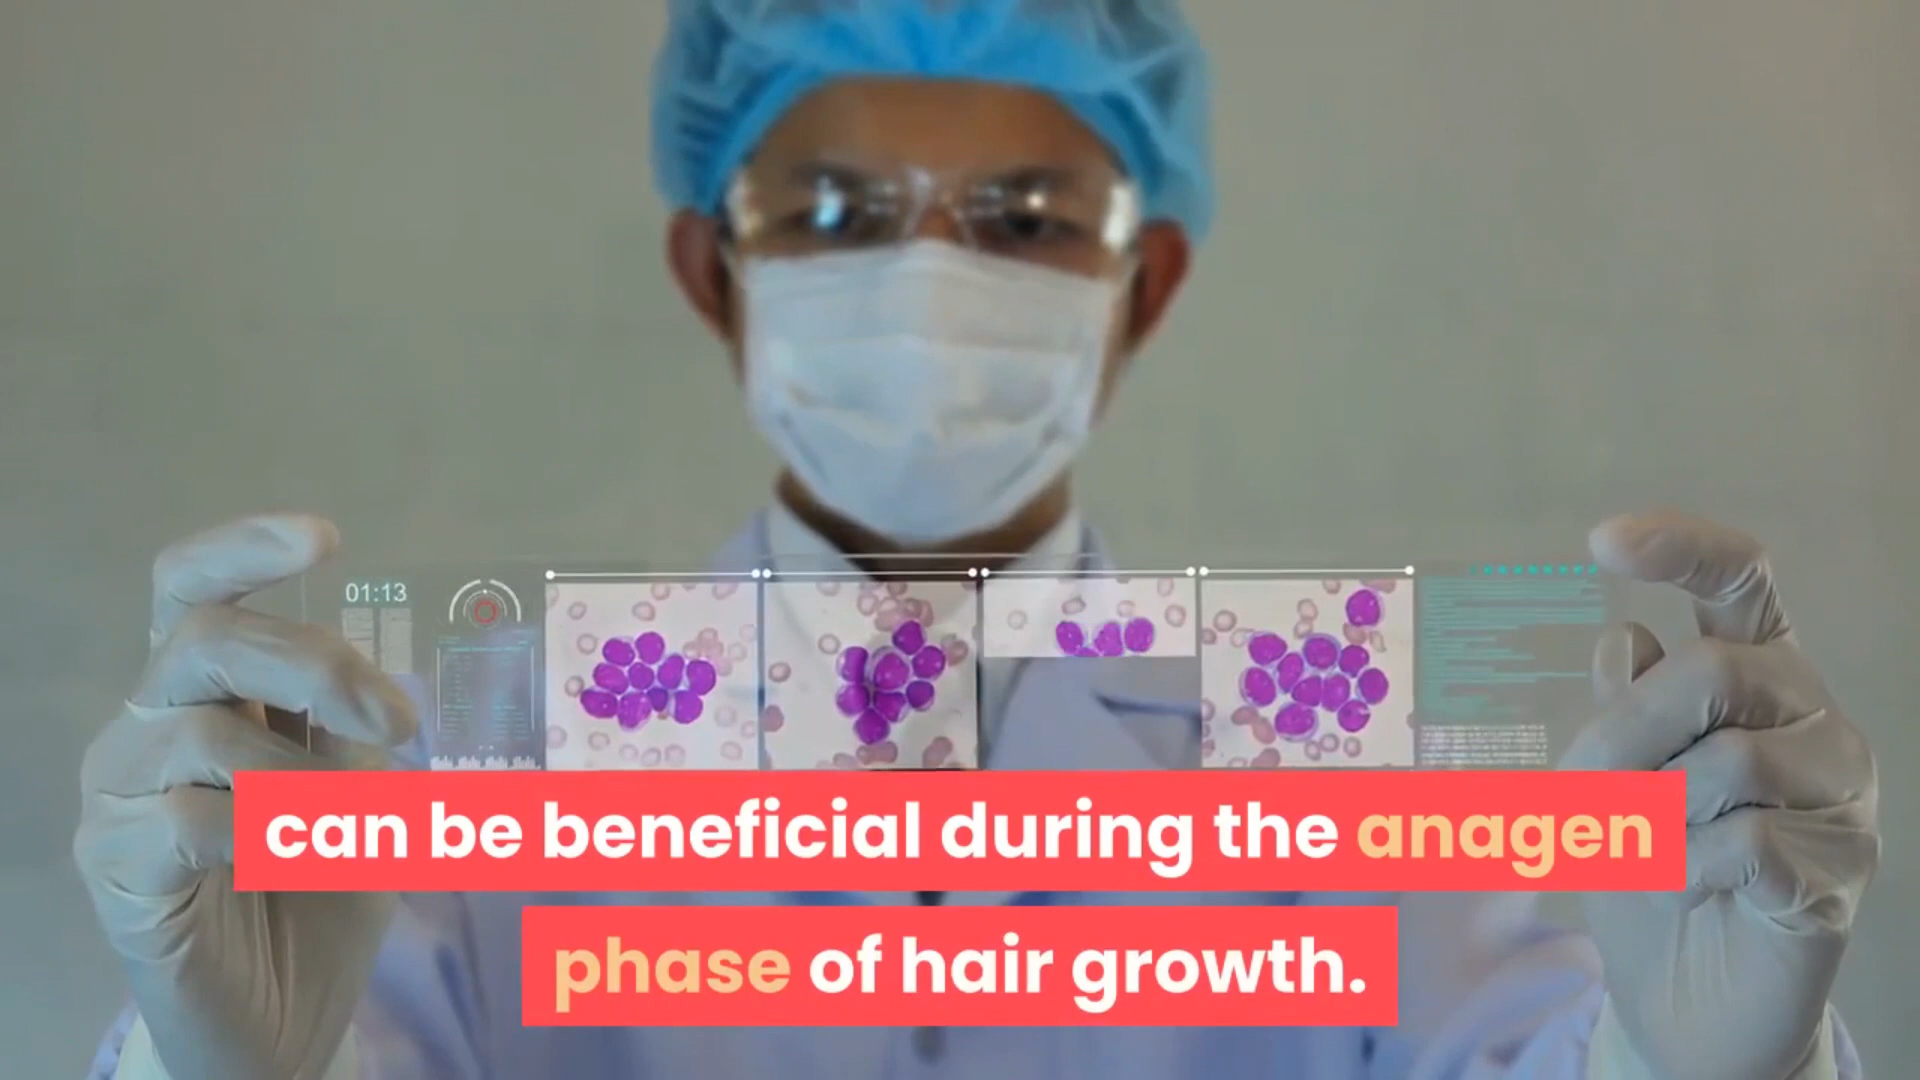 01:13
can be beneficial during the anagen
phase of hair growth.